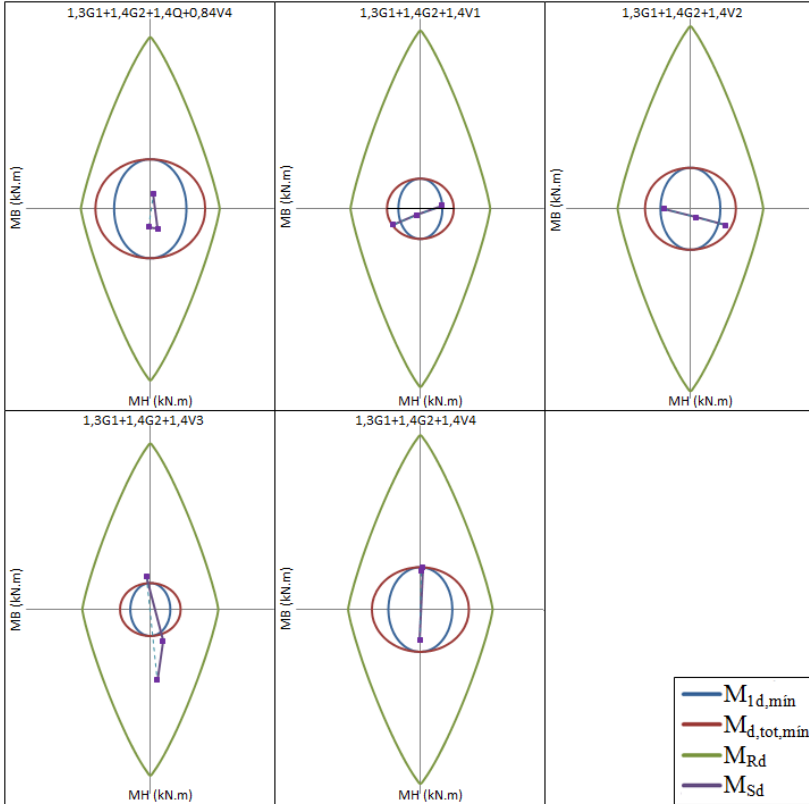 1,3G1+1,4G2+1,4Q+0,84V4
MB (kN.m)
MH (kN.m)
1,3G1+1,4G2+1,4V1
MB (kN.m)
MH (kN.m)
1,3G1+1,4G2+1,4V2
MB (kN.m)
MH (kN.m)
1,3G1+1,4G2+1,4V3
MB (kN.m)
MH (kN.m)
1,3G1+1,4G2+1,4V4
MB (kN.m)
MH (kN.m)
M1d,mín
Md,tot,mín
MRd
MSd